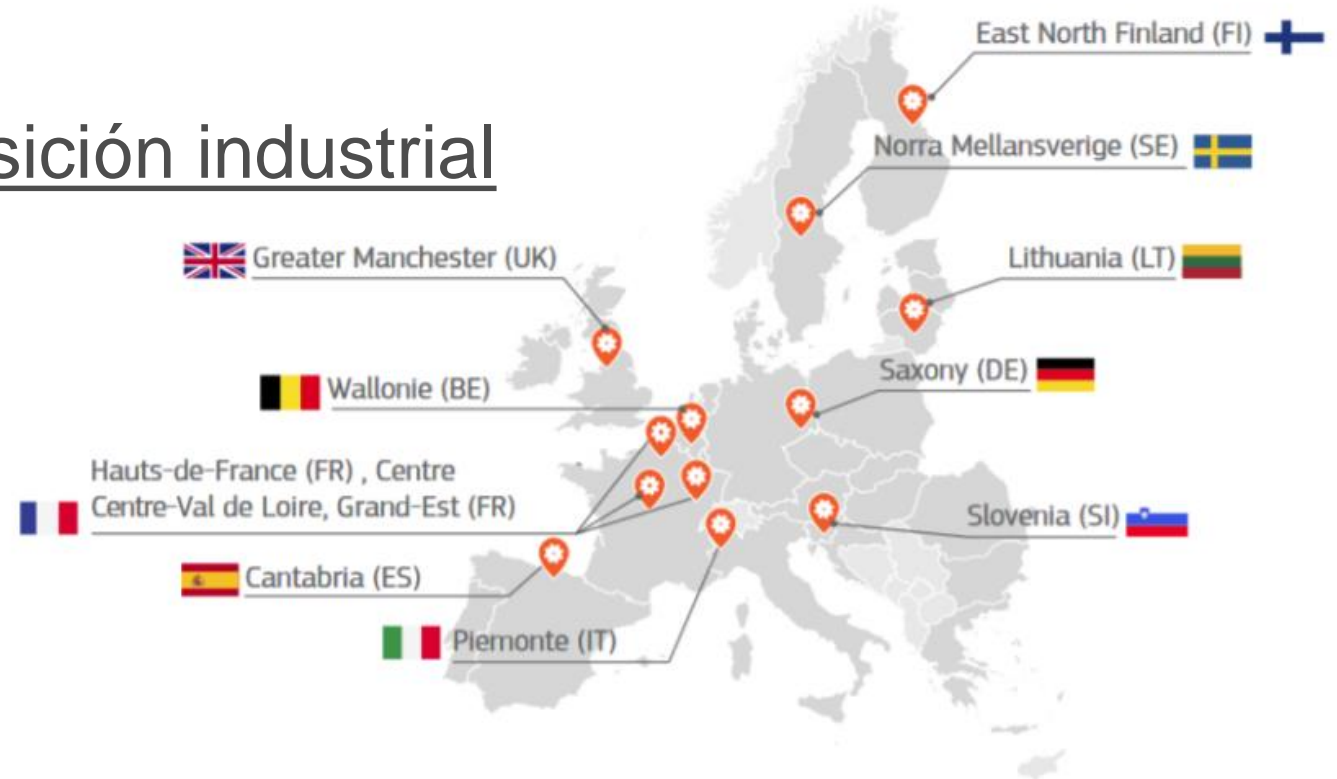 sición industrial
East North Finland (FI)
Norra Mellansverige (SE)
Greater Manchester (UK)
Lithuania (LT)
Wallonie (BE)
Saxony (DE)
Hauts-de-France (FR) , Centre
Centre-Val de Loire, Grand-Est (FR)
Slovenia (SI)
Cantabria (ES)
Piemonte (IT)